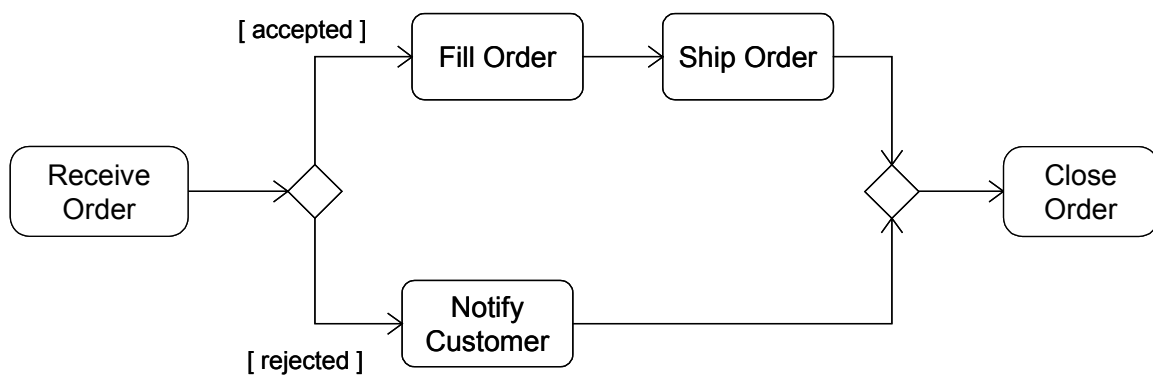 [ accepted ]
Fill Order
Ship Order
Receive
Order
Close
Order
Notify
Customer
[ rejected ]